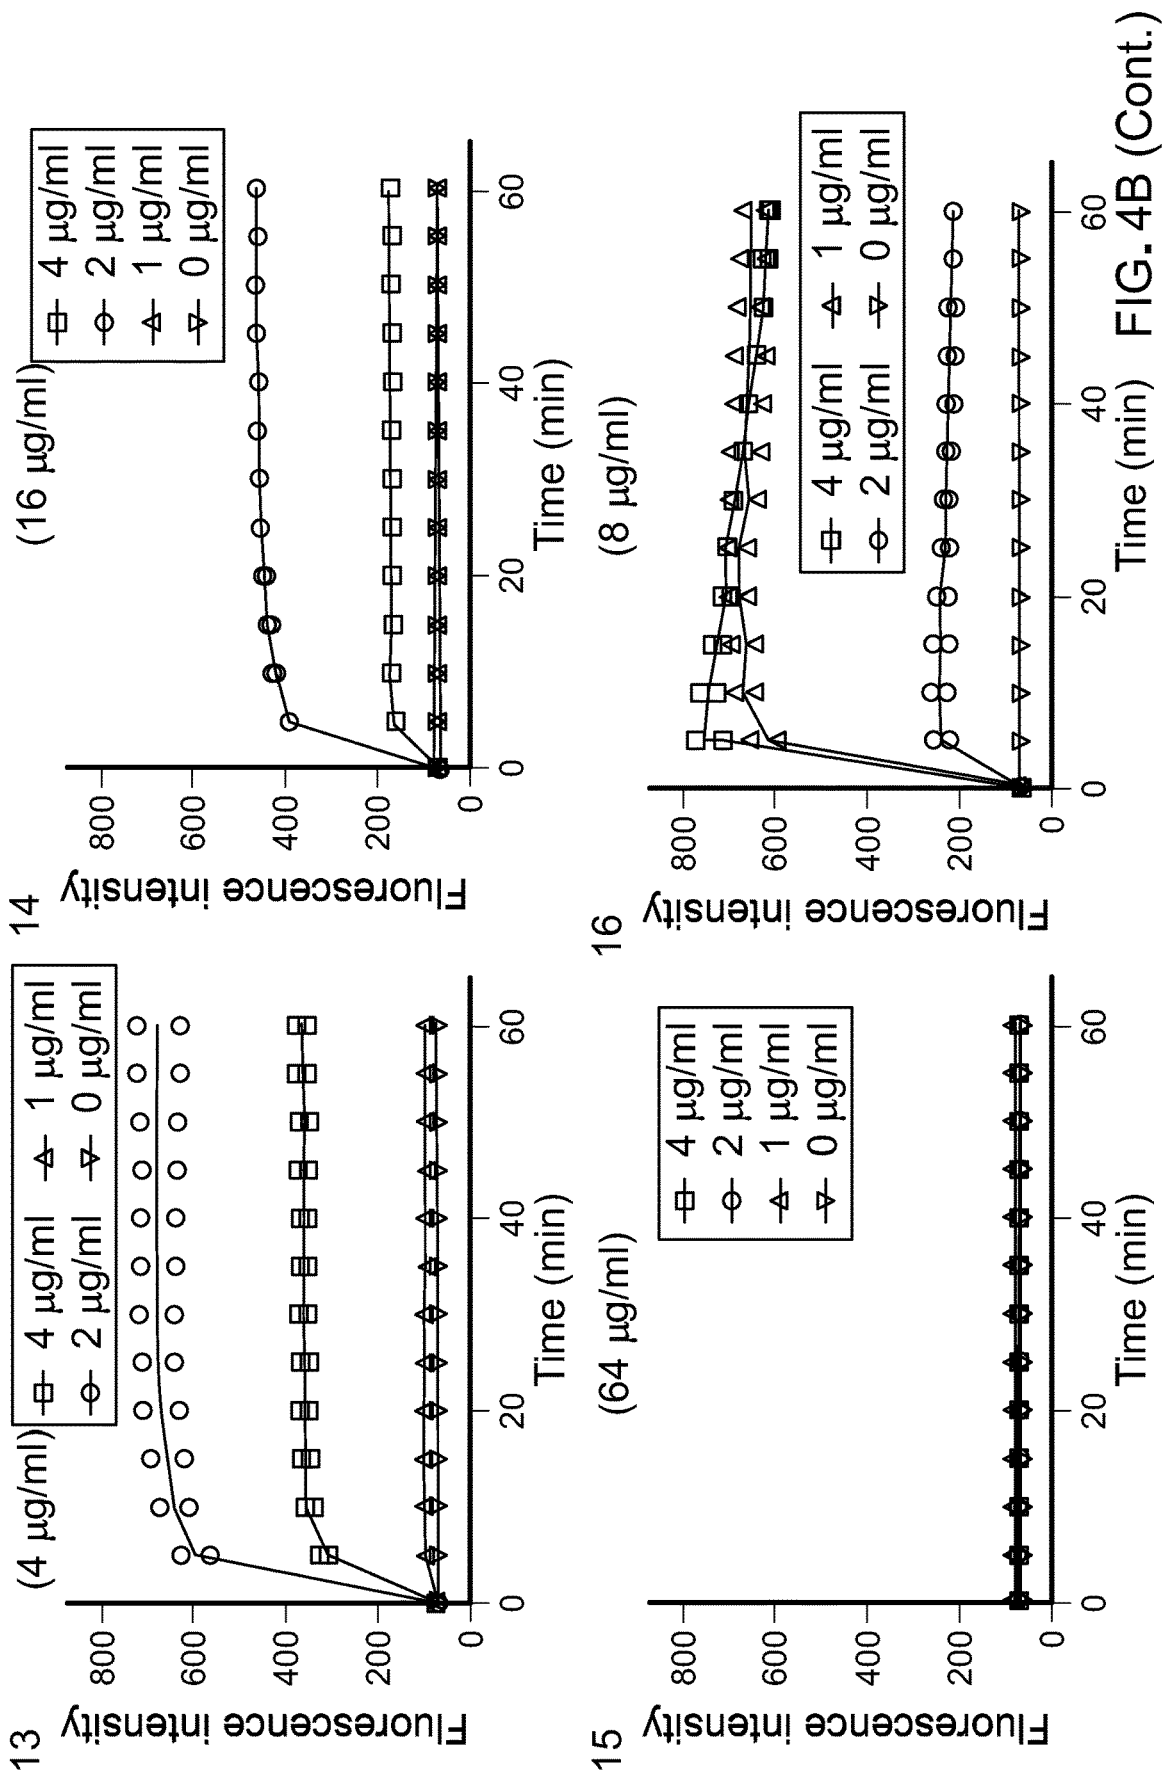 13
(4 µg/ml)
4 µg/ml
1 µg/ml
2 µg/ml
0 µg/ml
Fluorescence intensity
800
600
400
200
0
0
20
40
60
Time (min)
14
(16 µg/ml)
4 µg/ml
2 µg/ml
1 µg/ml
0 µg/ml
Fluorescence intensity
800
600
400
200
0
0
20
40
60
Time (min)
15
(64 µg/ml)
4 µg/ml
2 µg/ml
1 µg/ml
0 µg/ml
Fluorescence intensity
800
600
400
200
0
0
20
40
60
Time (min)
16
(8 µg/ml)
4 µg/ml
1 µg/ml
2 µg/ml
0 µg/ml
Fluorescence intensity
800
600
400
200
0
0
20
40
60
Time (min)
FIG. 4B (Cont.)